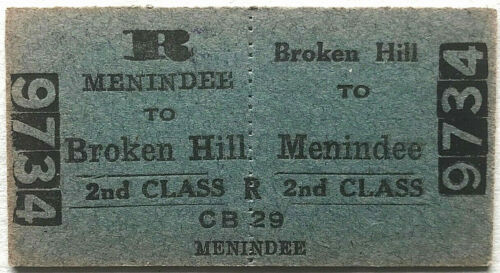 R
MENINDEE
TO
Broken Hill
2nd CLASS
Broken Hill
TO
Menindee
2nd CLASS
R
CB 29
MENINDEE
9734
9734